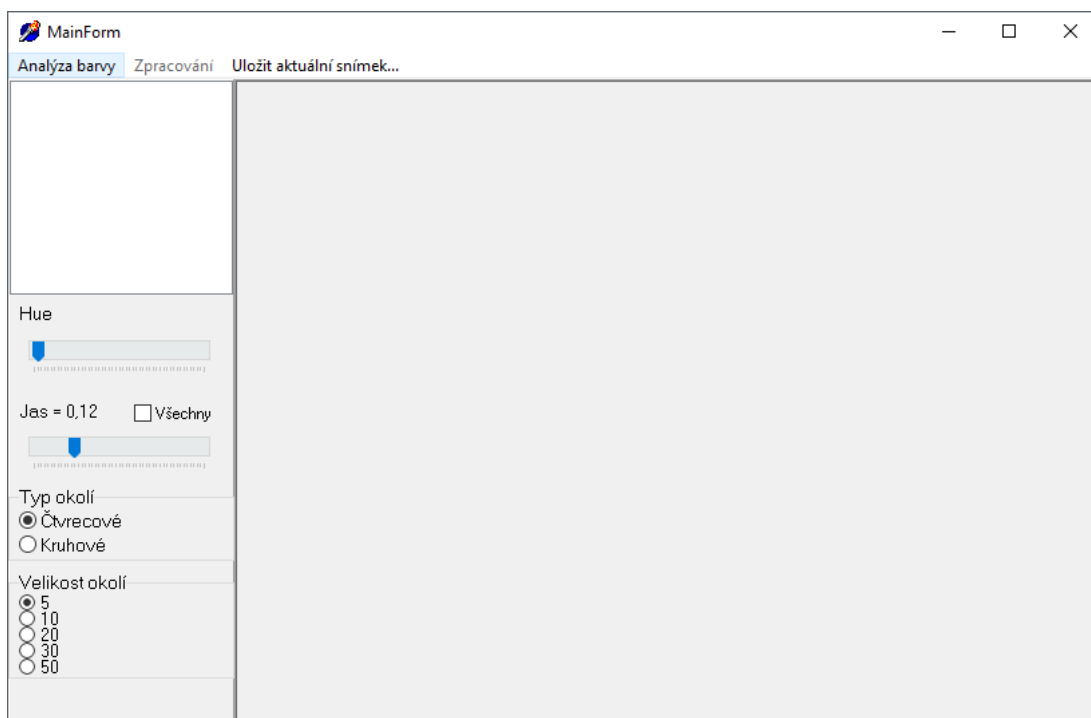 MainForm
Analýza barvy Zpracování Uložit aktuální snímek...
Hue
Jas = 0,12 Všechny
Typ okolí
Čtvrecové
Kruhové
Velikost okolí
5
10
20
30
50